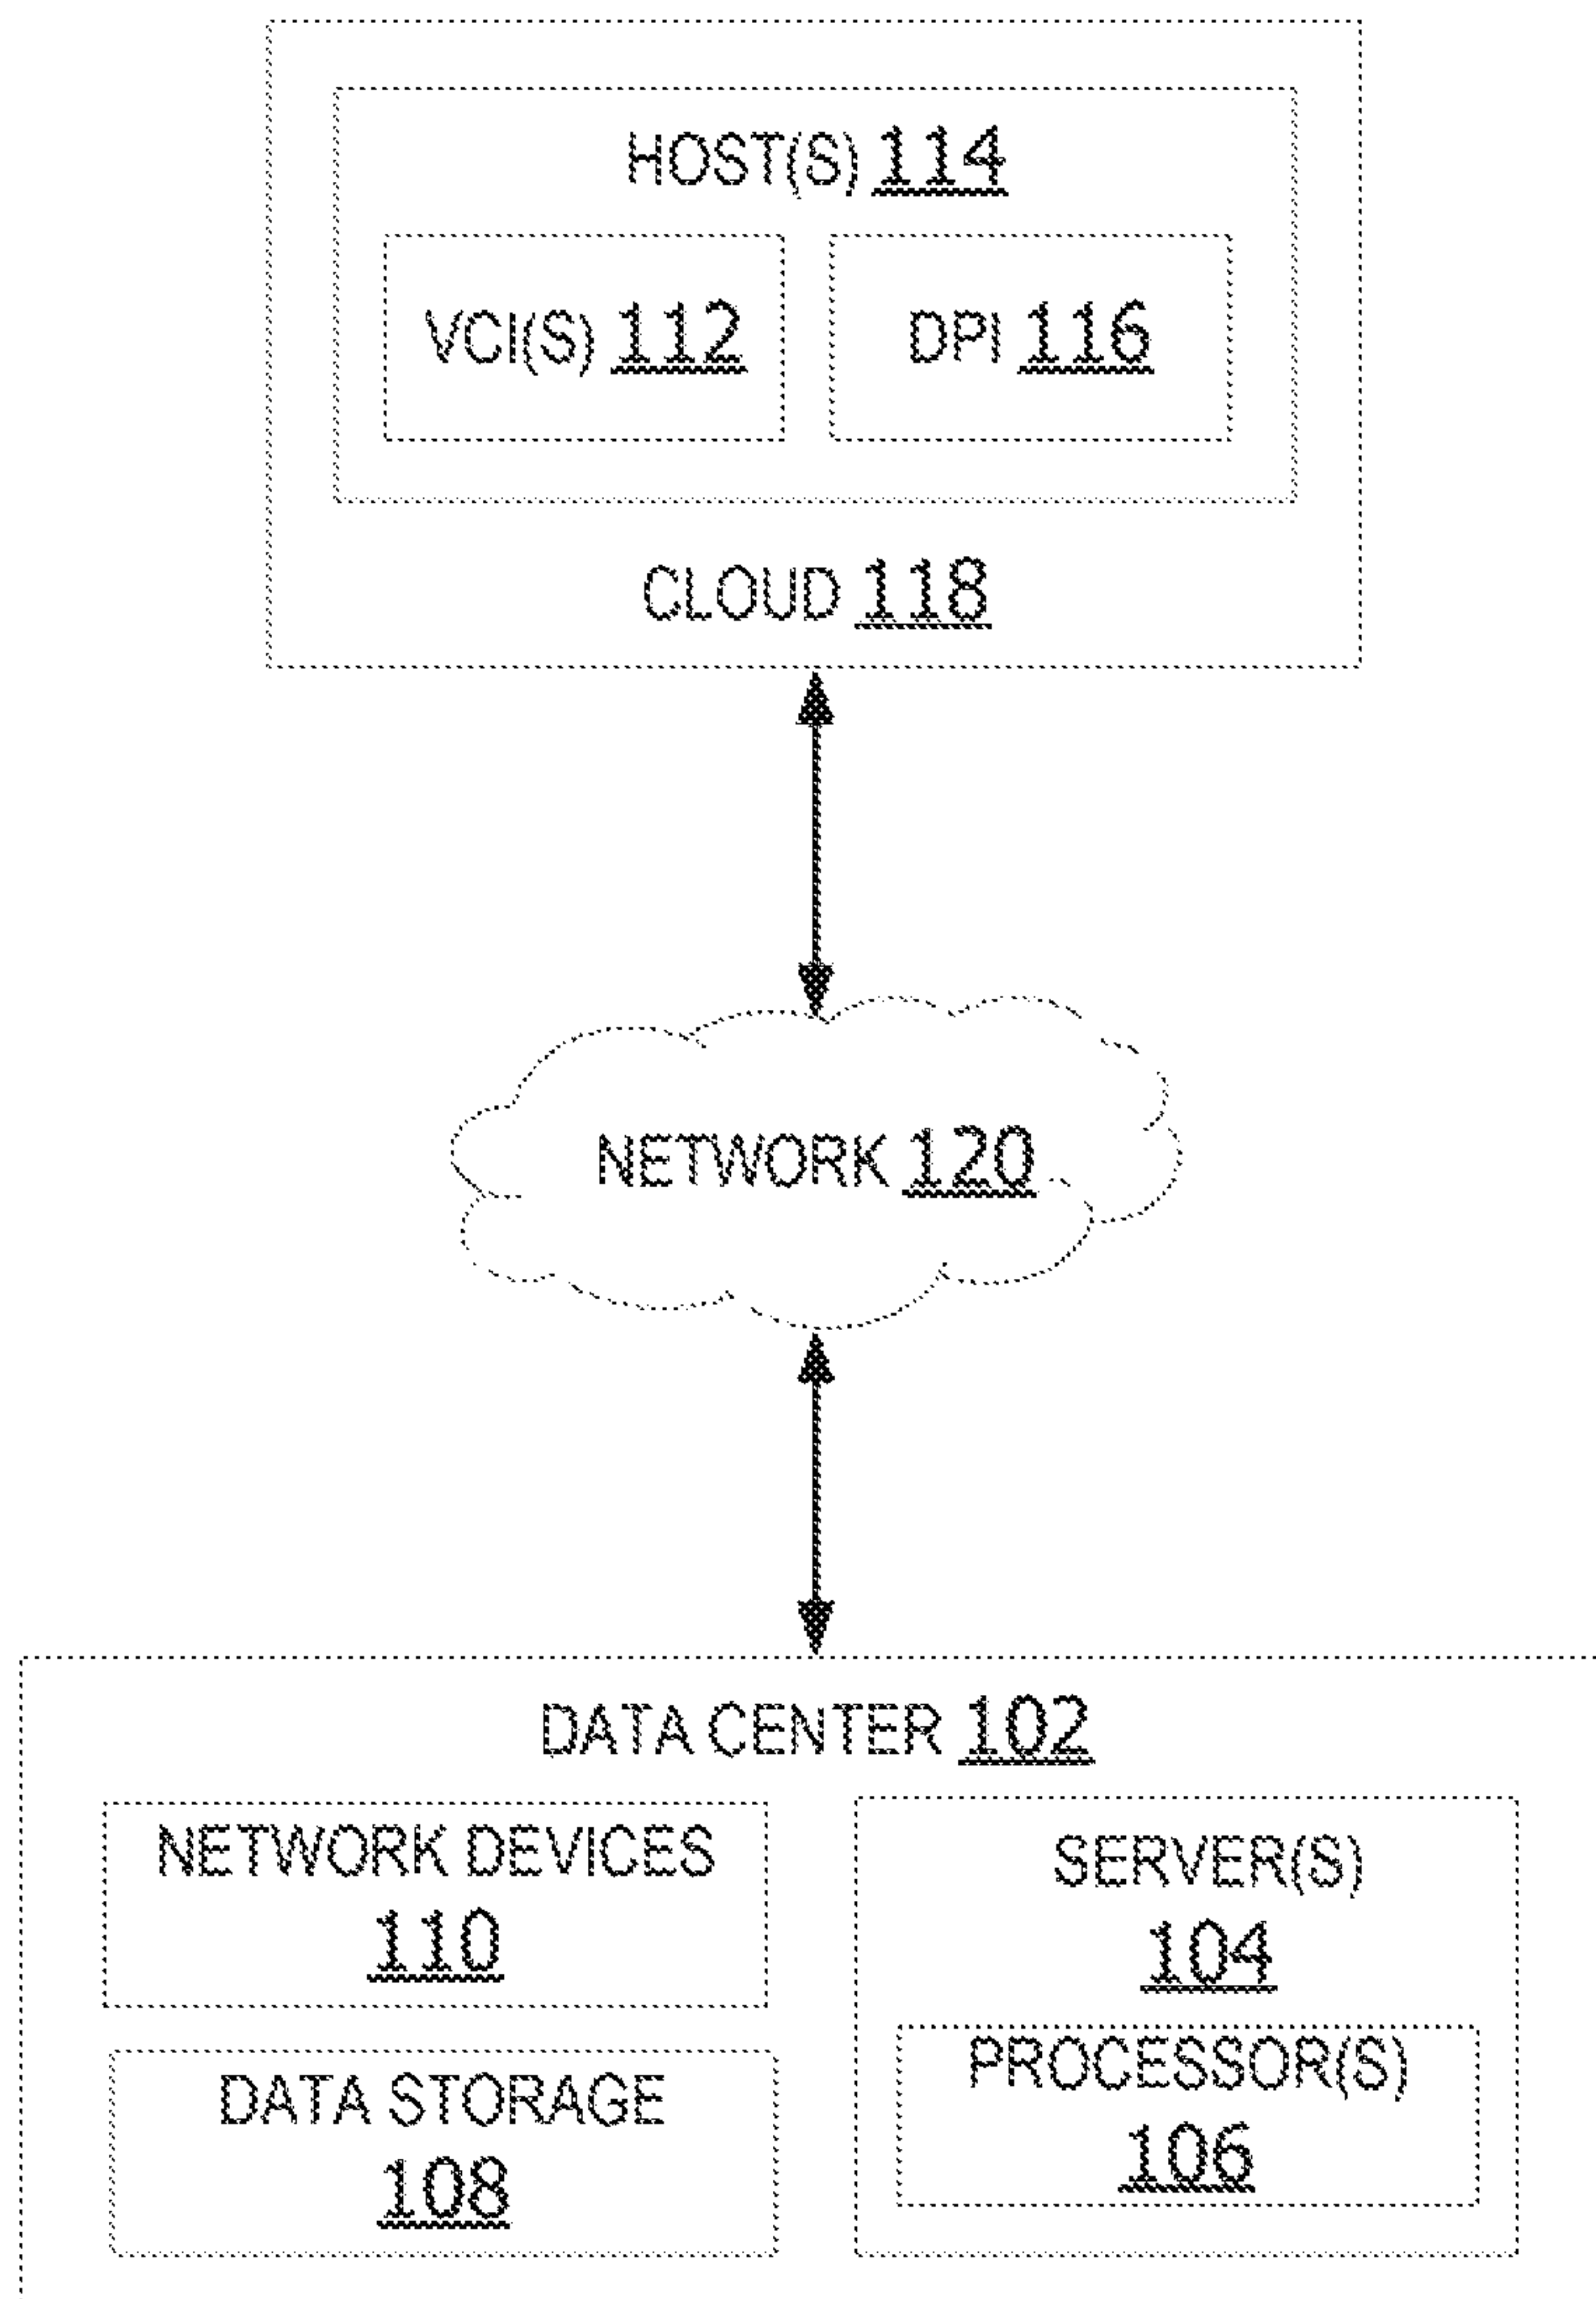 HOST(S) 114
VCI(S) 112
DPI 116
CLOUD 118
NETWORK 120
DATA CENTER 102
NETWORK DEVICES
110
SERVER(S)
104
DATA STORAGE
108
PROCESSOR(S)
106